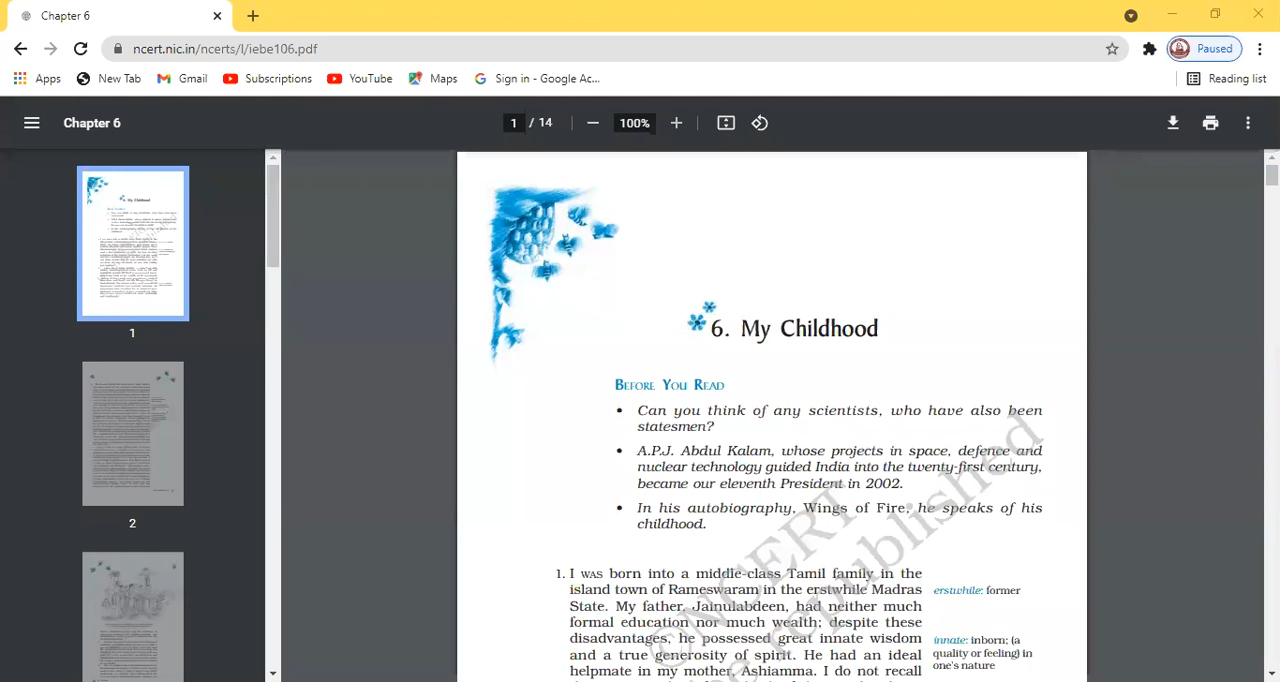 Chapter 6
ncert.nic.in/ncerts/l/iebe106.pdf
Paused
Apps
New Tab
Gmail
Subscriptions
YouTube
Maps
Sign in - Google Ac...
Reading list
Chapter 6
1 / 14
100%
1
2
6. My Childhood
BEFORE YOU READ
• Can you think of any scientists, who have also been
statesmen?
• A.P.J. Abdul Kalam, whose projects in space, defence and
nuclear technology guided India into the twenty-first century,
became our eleventh President in 2002.
• In his autobiography, Wings of Fire, he speaks of his
childhood.
1. I WAS born into a middle-class Tamil family in the
island town of Rameswaram in the erstwhile Madras
State. My father, Jainulabdeen, had neither much
formal education nor much wealth; despite these
disadvantages, he possessed great innate wisdom
and a true generosity of spirit. He had an ideal
helpmate in my mother, Ashiamma. I do not recall
erstwhile: former
innate: inborn; (a
quality or feeling) in
one's nature
© NCERT
republished